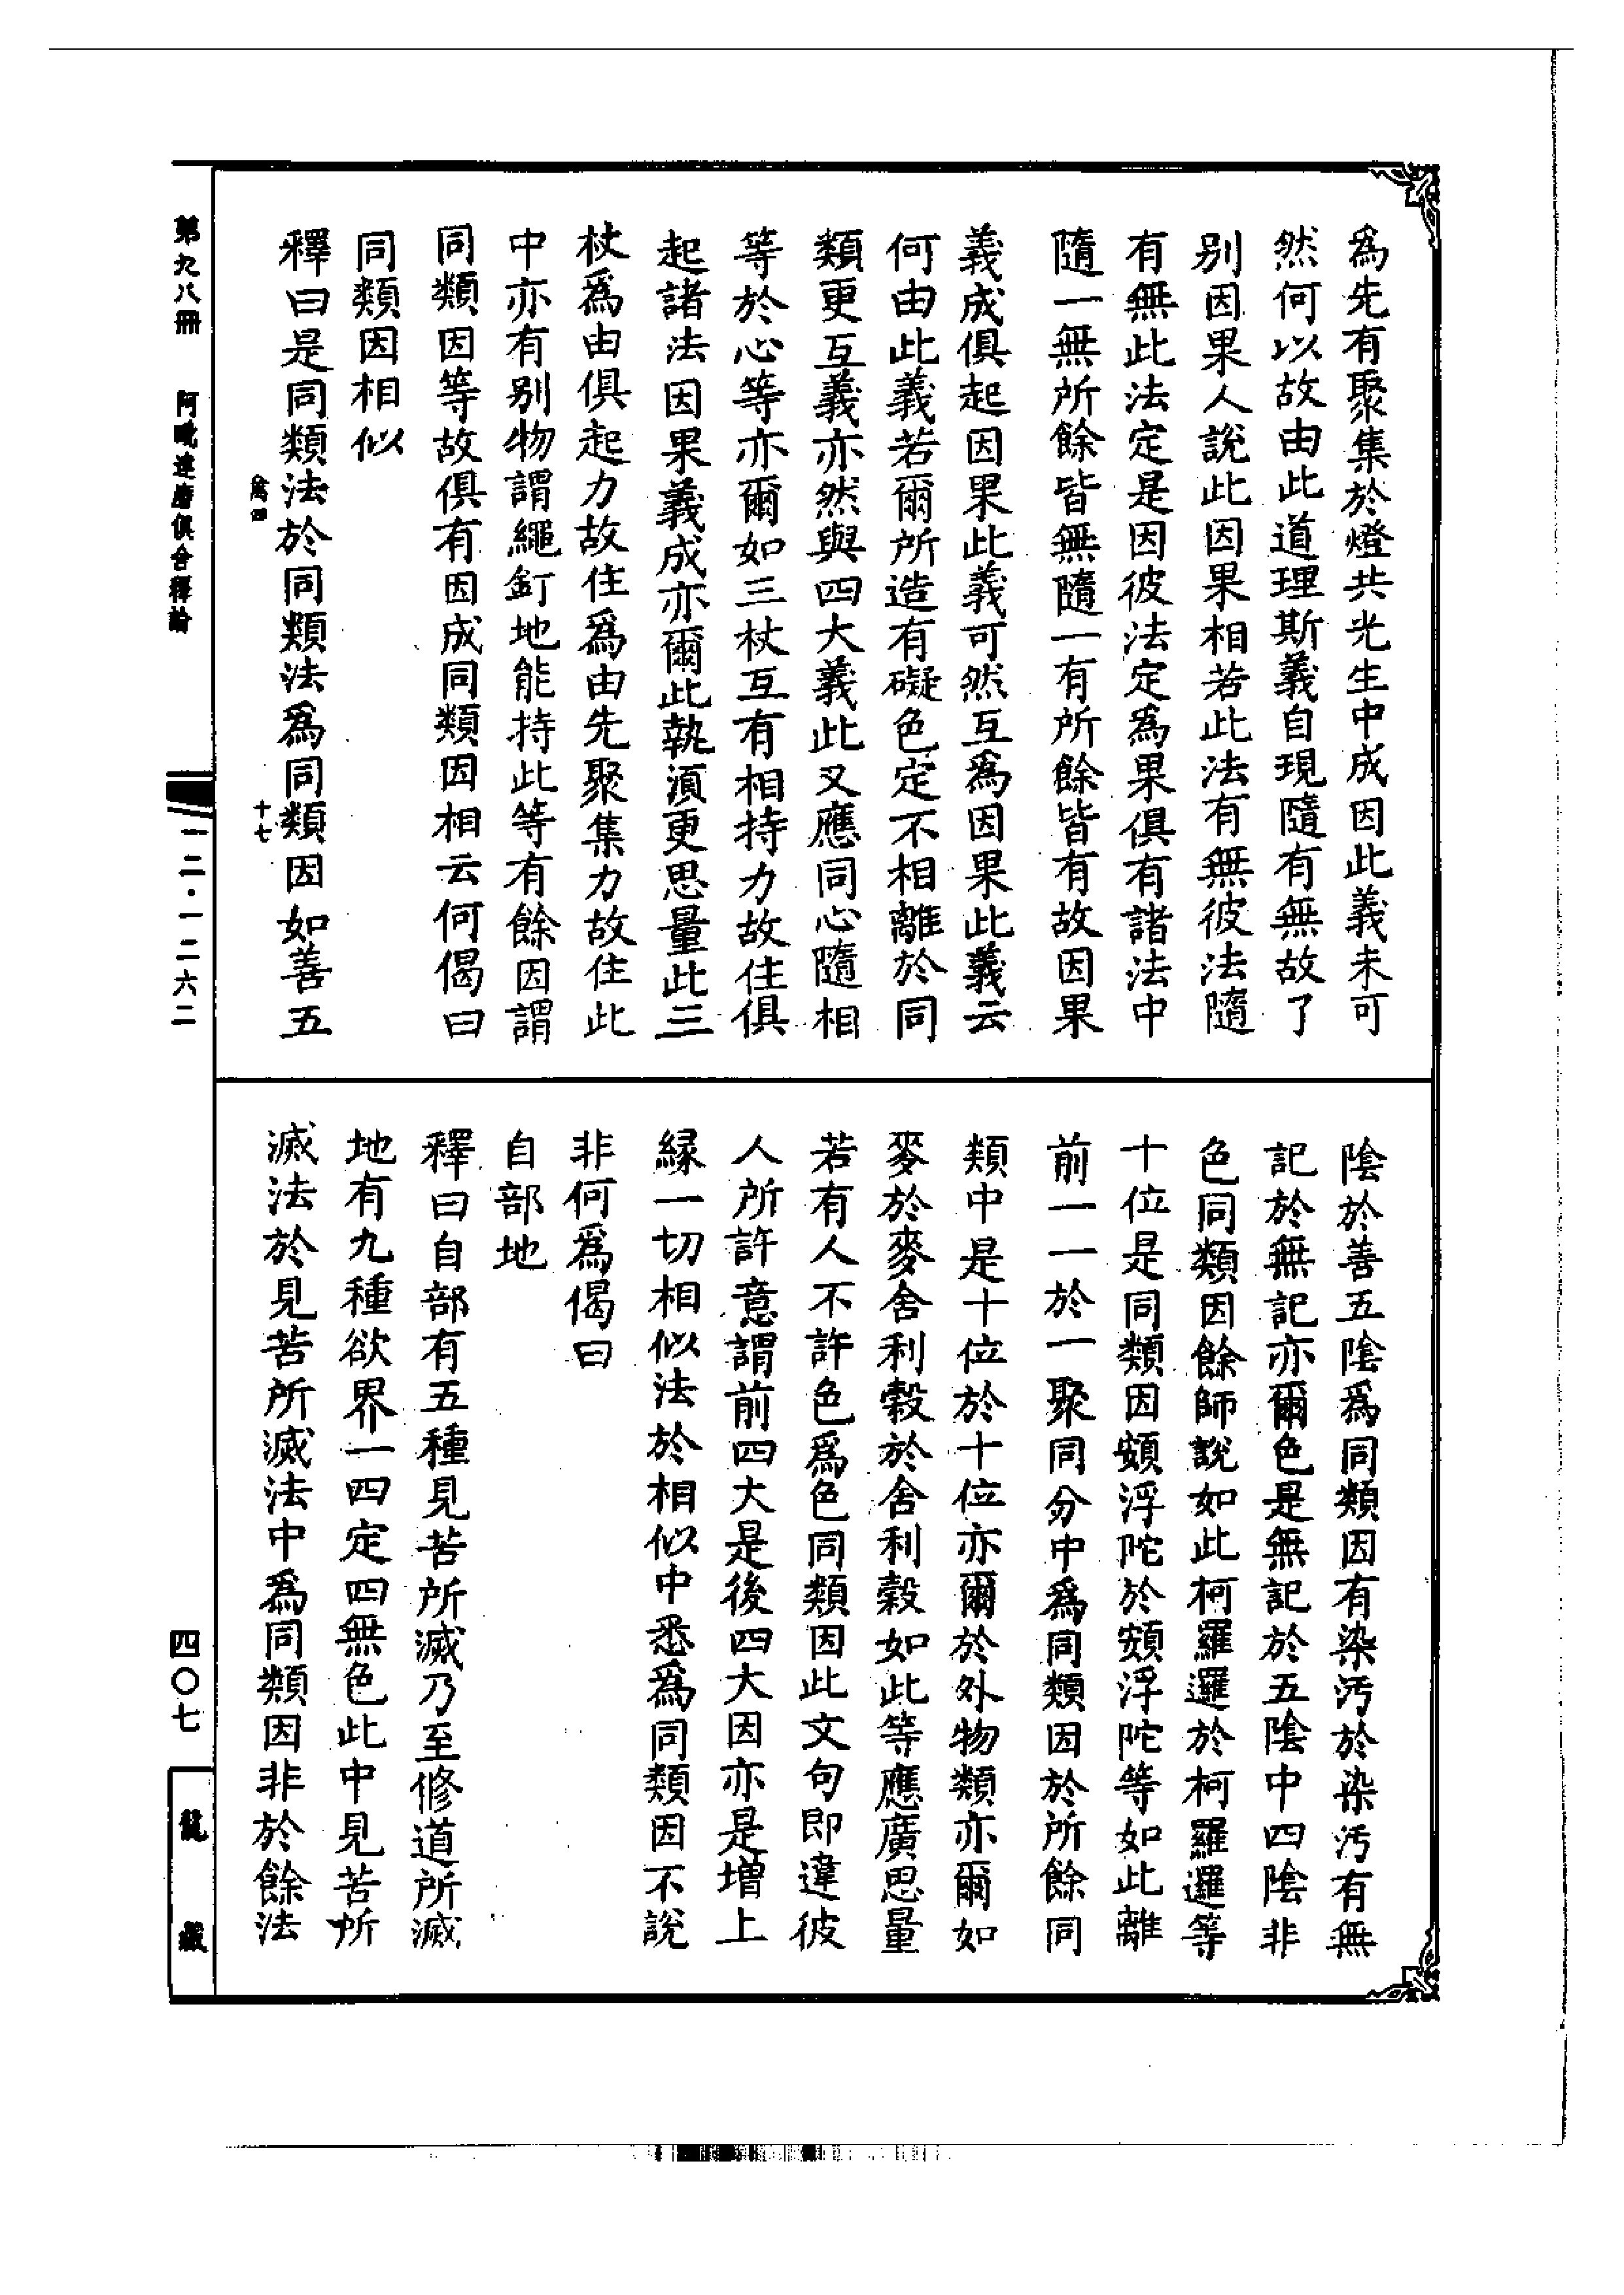 為先有聚集於燈共光生中成因此義未可
然何以故由此道理斯義自現隨有無故了
别因果人說此因果相若此法有無彼法隨
有無此法定是因彼法定為果俱有諸法中
隨一無所餘皆無隨一有所餘皆有故因果
義成俱起因果此義可然互為因果此義云
何由此義若爾所造有礙色定不相離於同
類更互義亦然與四大義此又應同心隨相
等於心等亦爾如三杖互有相持力故住俱
起諸法因果義成亦爾此執湏更思量此三
杖為由俱起力故住為由先聚集力故住此
中亦有别物謂繩釘地能持此等有餘因謂
同類因等故俱有因成同類因相云何偈曰
同類因相似
釋曰是同類法於同類法為同類因如善五
陰於善五陰為同類因有染汚於染汚有無
記於無記亦爾色是無記於五陰中四陰非
色同類因餘師說如此柯羅邏於柯羅邏等
十位是同類因頞浮陀於頞浮陀等如此離
前一一於一聚同分中為同類因於所餘同
類中是十位於十位亦爾於外物類亦爾如
麥於麥舍利穀於舍利穀如此等應廣思量
若有人不許色為色同類因此文句即違彼
人所許意謂前四大是後四大因亦是增上
緣一切相似法於相似中悉為同類因不說
非何為偈曰
自部地
釋曰自部有五種見苦所滅乃至修道所滅
地有九種欲界一四定四無色此中見苦所
滅法於見苦所滅法中為同類因非於餘法
第九八冊 阿毗達磨俱舍釋論
一二·一二六二
四〇七
龍藏
十七